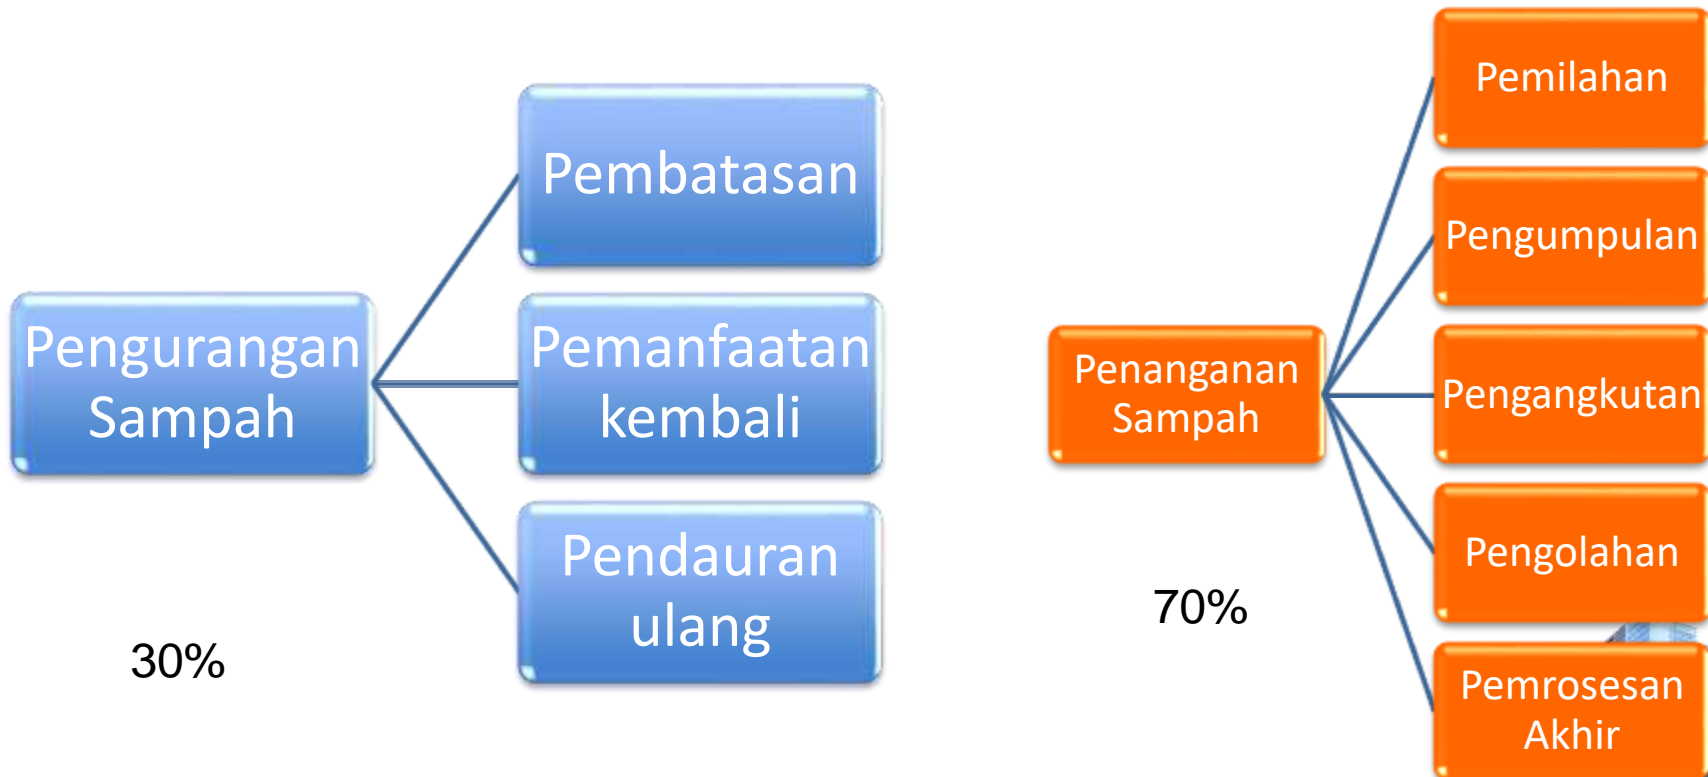 Pengurangan
Sampah
Pembatasan
Pemanfaatan
kembali
Pendauran
ulang
30%
Penanganan
Sampah
Pemilahan
Pengumpulan
Pengangkutan
Pengolahan
Pemrosesan
Akhir
70%